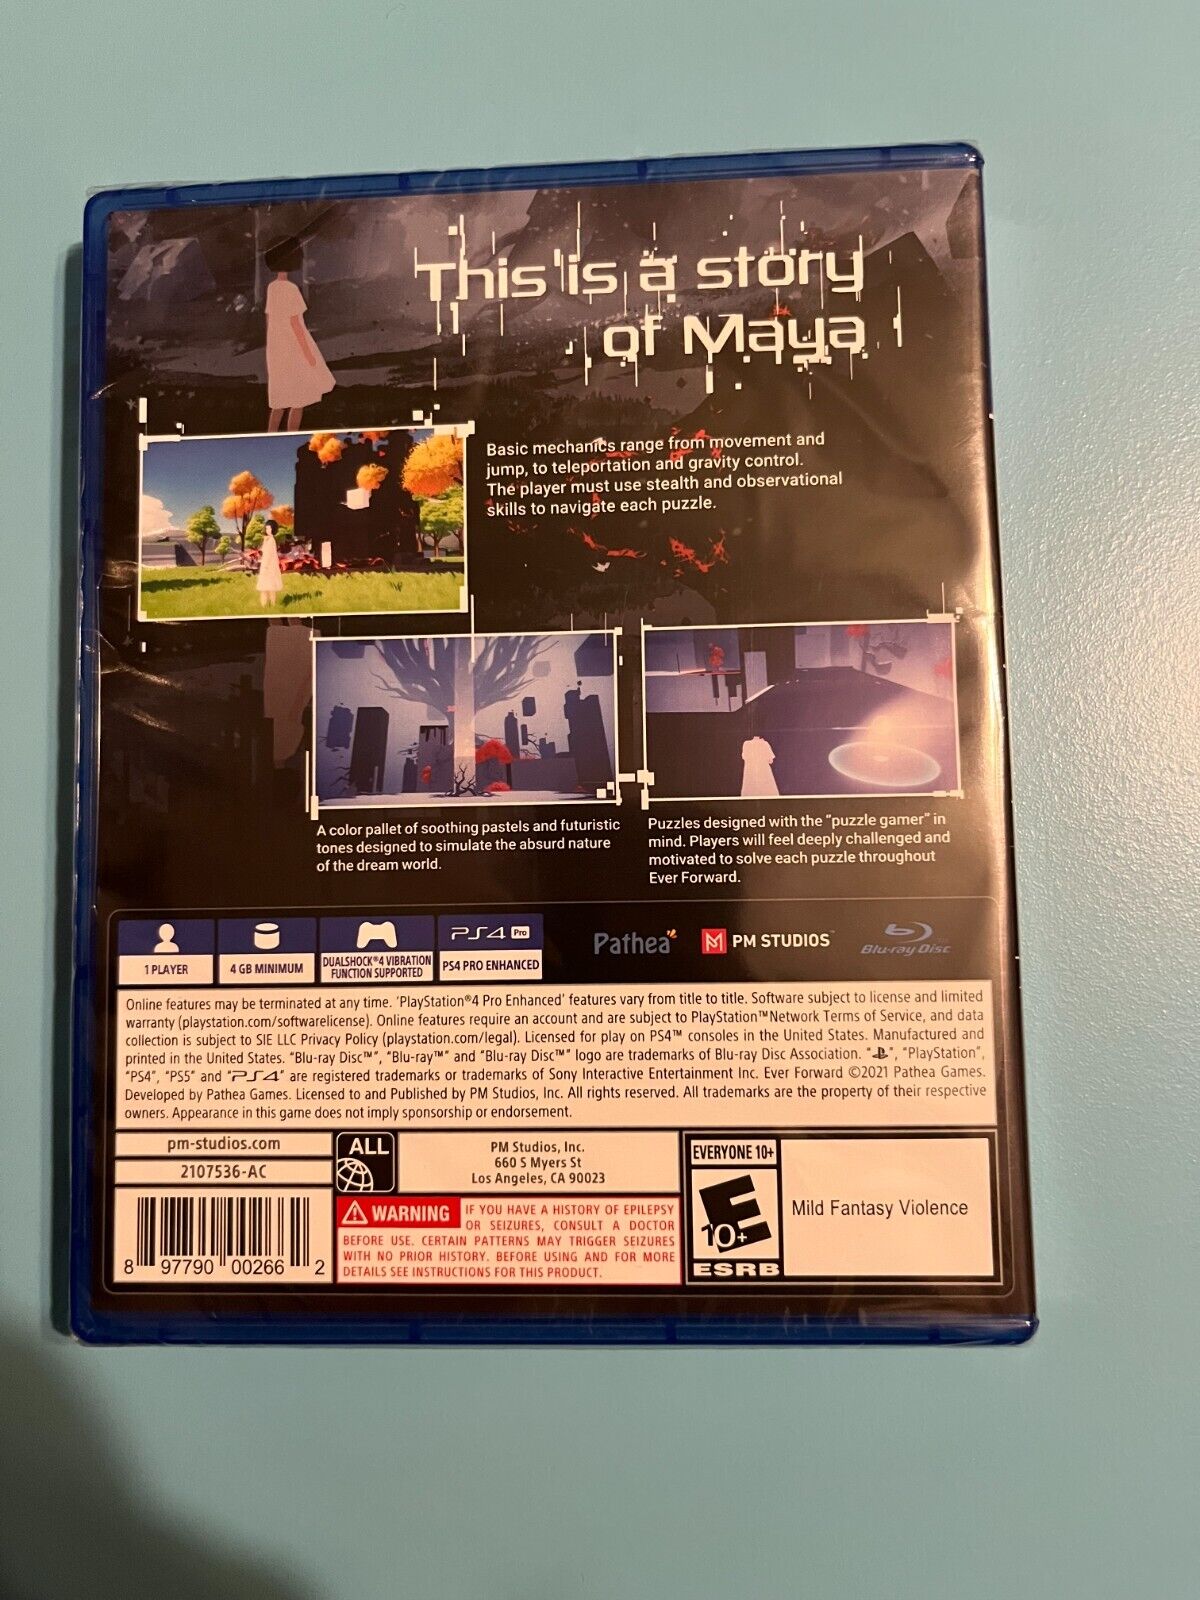 This is a story
of Maya
Basic mechanics range from movement and
jump, to teleportation and gravity control.
The player must use stealth and observational
skills to navigate each puzzle.
A color pallet of soothing pastels and futuristic
tones designed to simulate the absurd nature
of the dream world.
Puzzles designed with the "puzzle gamer" in
mind. Players will feel deeply challenged and
motivated to solve each puzzle throughout
Ever Forward.
1 PLAYER
4 GB MINIMUM
DUALSHOCK®4 VIBRATION
FUNCTION SUPPORTED
PS4 Pro
PS4 PRO ENHANCED
Pathea
PM STUDIOS™
Blu-ray Disc
Online features may be terminated at any time. 'PlayStation®4 Pro Enhanced' features vary from title to title. Software subject to license and limited
warranty (playstation.com/softwarelicense). Online features require an account and are subject to PlayStation™Network Terms of Service, and data
collection is subject to SIE LLC Privacy Policy (playstation.com/legal). Licensed for play on PS4™ consoles in the United States. Manufactured and
printed in the United States. "Blu-ray Disc™", "Blu-ray™" and "Blu-ray Disc™" logo are trademarks of Blu-ray Disc Association. "PS", "PlayStation",
"PS4", "PS5" and "PS4" are registered trademarks or trademarks of Sony Interactive Entertainment Inc. Ever Forward ©2021 Pathea Games.
Developed by Pathea Games. Licensed to and Published by PM Studios, Inc. All rights reserved. All trademarks are the property of their respective
owners. Appearance in this game does not imply sponsorship or endorsement.
pm-studios.com
2107536-AC
8 97790 00266 2
ALL
PM Studios, Inc.
660 S Myers St
Los Angeles, CA 90023
WARNING IF YOU HAVE A HISTORY OF EPILEPSY
OR SEIZURES, CONSULT A DOCTOR
BEFORE USE. CERTAIN PATTERNS MAY TRIGGER SEIZURES
WITH NO PRIOR HISTORY. BEFORE USING AND FOR MORE
DETAILS SEE INSTRUCTIONS FOR THIS PRODUCT.
EVERYONE 10+
E
10+
ESRB
Mild Fantasy Violence